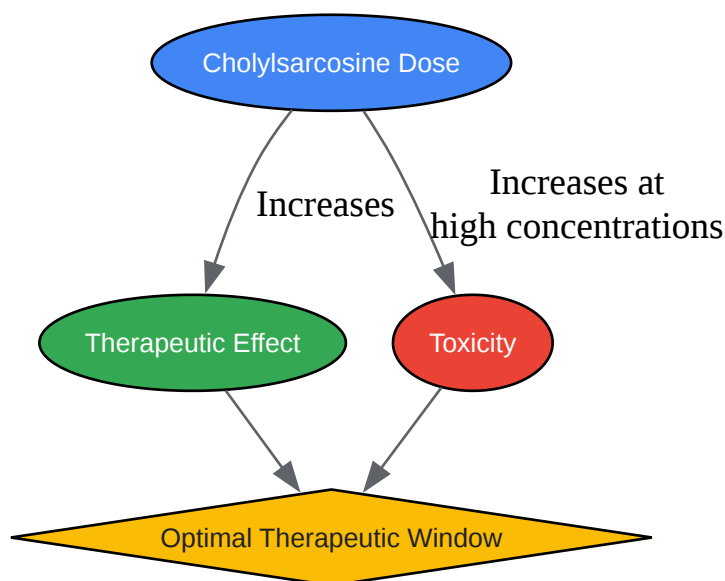 Cholylsarcosine Dose
Increases
Increases at
high concentrations
Therapeutic Effect
Toxicity
Optimal Therapeutic Window